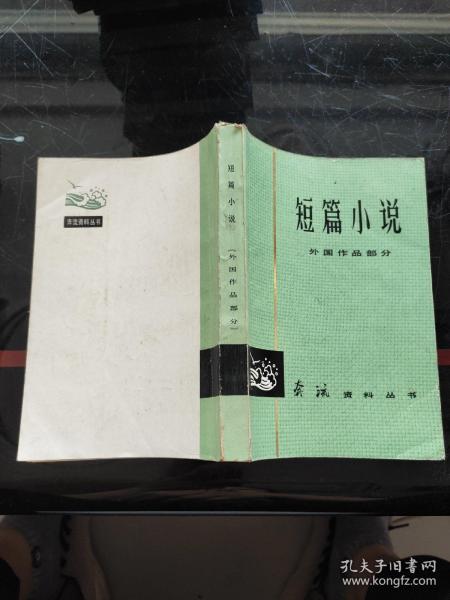 奔流资料丛书
短篇小说
(外国作品部分)
短篇小说
外国作品部分
奔流 资料丛书
孔夫子旧书网
www.kongfz.com